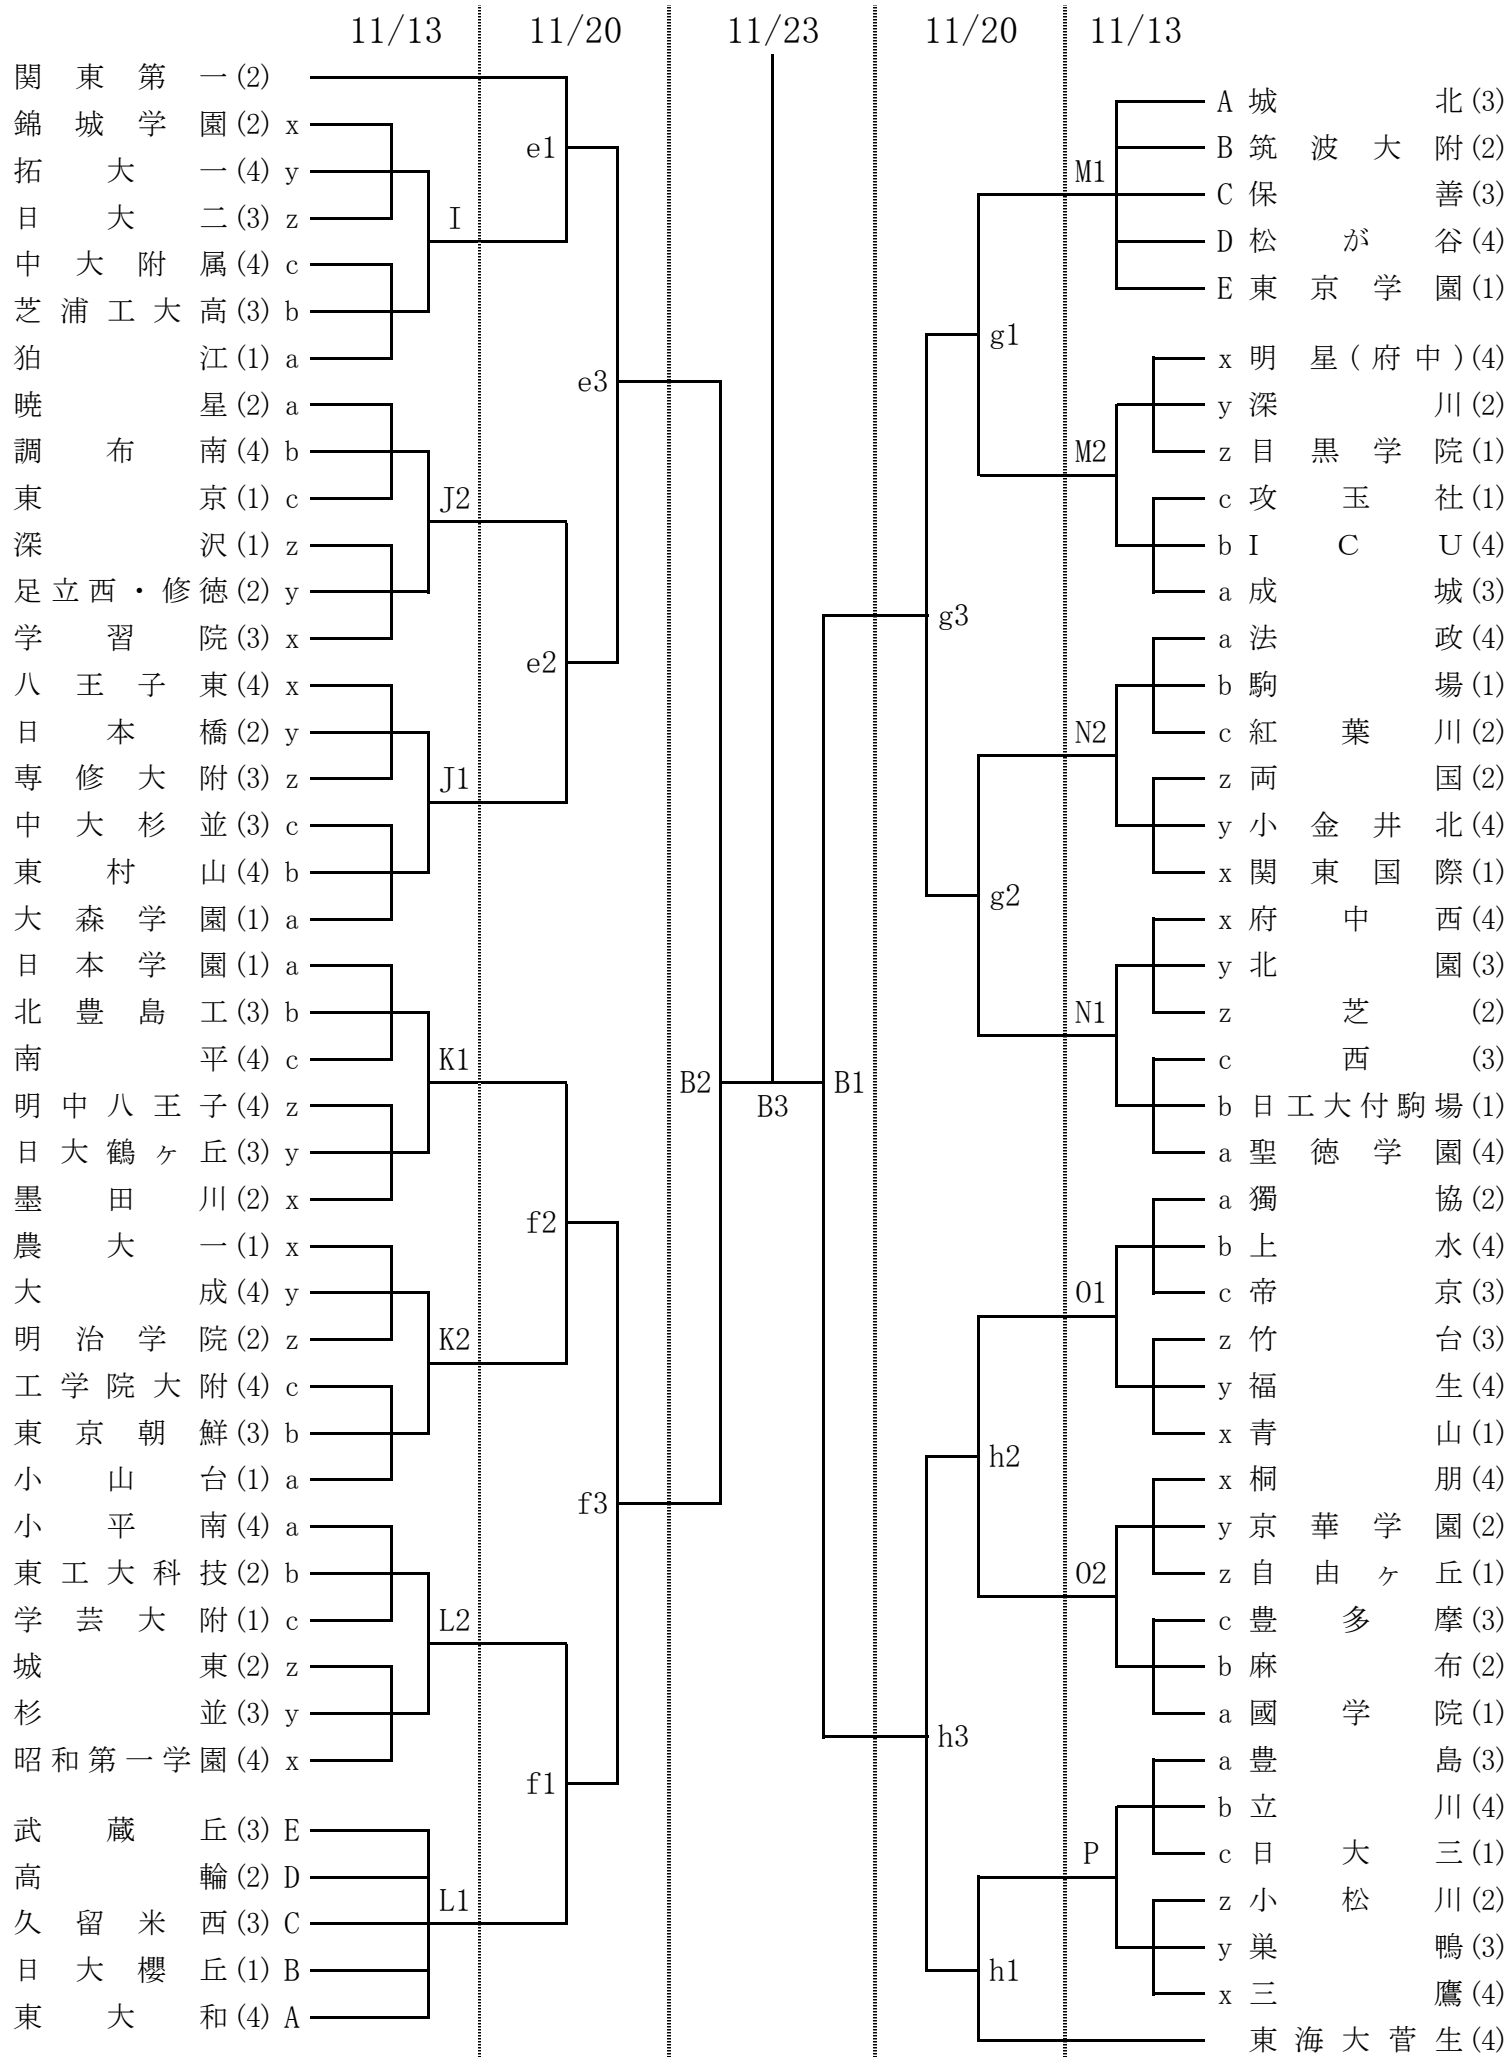 11/13 11/20 11/23 11/20 11/13
関東第一(2)
錦城学園(2) x
拓大一(4) y
日大二(3) z
中大附属(4) c
芝浦工大高(3) b
狛江(1) a
暁星(2) a
調布南(4) b
東京(1) c
深沢(1) z
足立西・修徳(2) y
学習院(3) x
八王子東(4) x
日本橋(2) y
専修大附(3) z
中大杉並(3) c
東村山(4) b
大森学園(1) a
日本学園(1) a
北豊島工(3) b
南平(4) c
明中八王子(4) z
日大鶴ヶ丘(3) y
墨田川(2) x
農大一(1) x
大成(4) y
明治学院(2) z
工学院大附(4) c
東京朝鮮(3) b
小山台(1) a
小平南(4) a
東工大科技(2) b
学芸大附(1) c
城東(2) z
杉並(3) y
昭和第一学園(4) x
武蔵丘(3) E
高輪(2) D
久留米西(3) C
日大櫻丘(1) B
東大和(4) A
I
J2
J1
K1
K2
L2
L1
e1
e3
e2
f2
f3
f1
B2
B3
B1
g1
g3
g2
h2
h3
h1
M1
M2
N2
N1
O1
O2
P
A 城北(3)
B 筑波大附(2)
C 保善(3)
D 松が谷(4)
E 東京学園(1)
x 明星(府中)(4)
y 深川(2)
z 目黒学院(1)
c 攻玉社(1)
b ICU(4)
a 成城(3)
a 法政(4)
b 駒場(1)
c 紅葉川(2)
z 両国(2)
y 小金井北(4)
x 関東国際(1)
x 府中西(4)
y 北園(3)
z 芝(2)
c 西(3)
b 日工大付駒場(1)
a 聖徳学園(4)
a 獨協(2)
b 上水(4)
c 帝京(3)
z 竹台(3)
y 福生(4)
x 青山(1)
x 桐朋(4)
y 京華学園(2)
z 自由ヶ丘(1)
c 豊多摩(3)
b 麻布(2)
a 國学院(1)
a 豊島(3)
b 立川(4)
c 日大三(1)
z 小松川(2)
y 巣鴨(3)
x 三鷹(4)
東海大菅生(4)